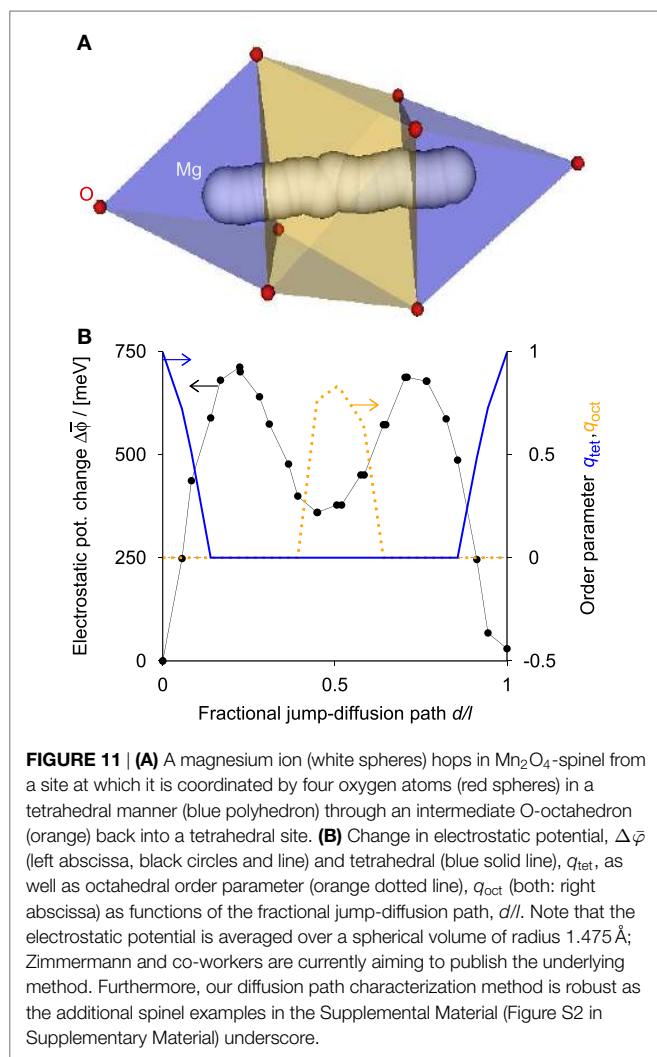 A
Mg
O
B
750
500
250
0
Electrostatic pot. change Δϕ̄ / [meV]
1
0.5
0
-0.5
Order parameter q_tet, q_oct
0
0.5
1
Fractional jump-diffusion path d/l
FIGURE 11 | (A) A magnesium ion (white spheres) hops in Mn₂O₄-spinel from
a site at which it is coordinated by four oxygen atoms (red spheres) in a
tetrahedral manner (blue polyhedron) through an intermediate O-octahedron
(orange) back into a tetrahedral site. (B) Change in electrostatic potential, Δφ̄
(left abscissa, black circles and line) and tetrahedral (blue solid line), q_tet, as
well as octahedral order parameter (orange dotted line), q_oct (both: right
abscissa) as functions of the fractional jump-diffusion path, d/l. Note that the
electrostatic potential is averaged over a spherical volume of radius 1.475 Å;
Zimmermann and co-workers are currently aiming to publish the underlying
method. Furthermore, our diffusion path characterization method is robust as
the additional spinel examples in the Supplemental Material (Figure S2 in
Supplementary Material) underscore.